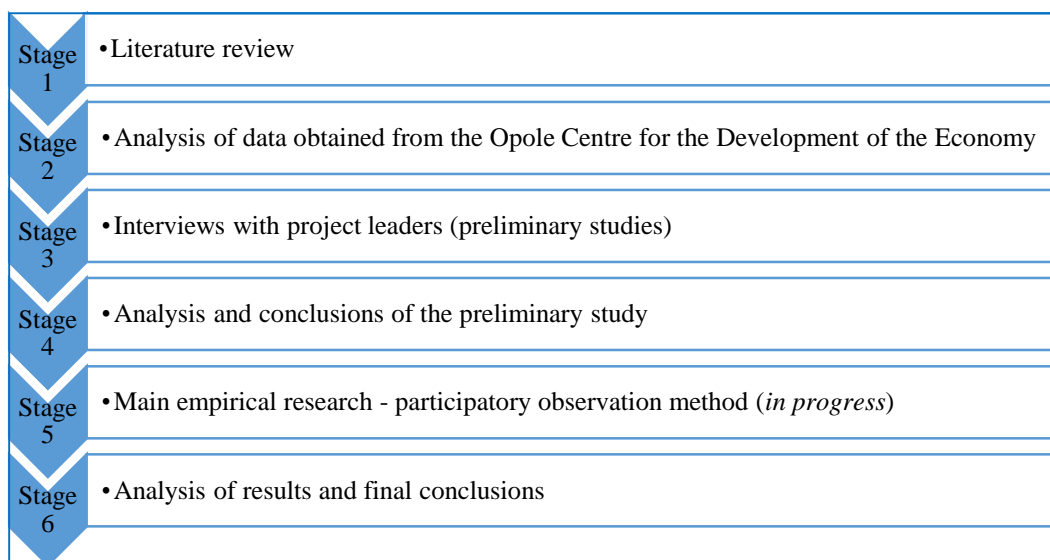 Stage
1
•Literature review
Stage
2
•Analysis of data obtained from the Opole Centre for the Development of the Economy
Stage
3
•Interviews with project leaders (preliminary studies)
Stage
4
•Analysis and conclusions of the preliminary study
Stage
5
•Main empirical research - participatory observation method (in progress)
Stage
6
•Analysis of results and final conclusions